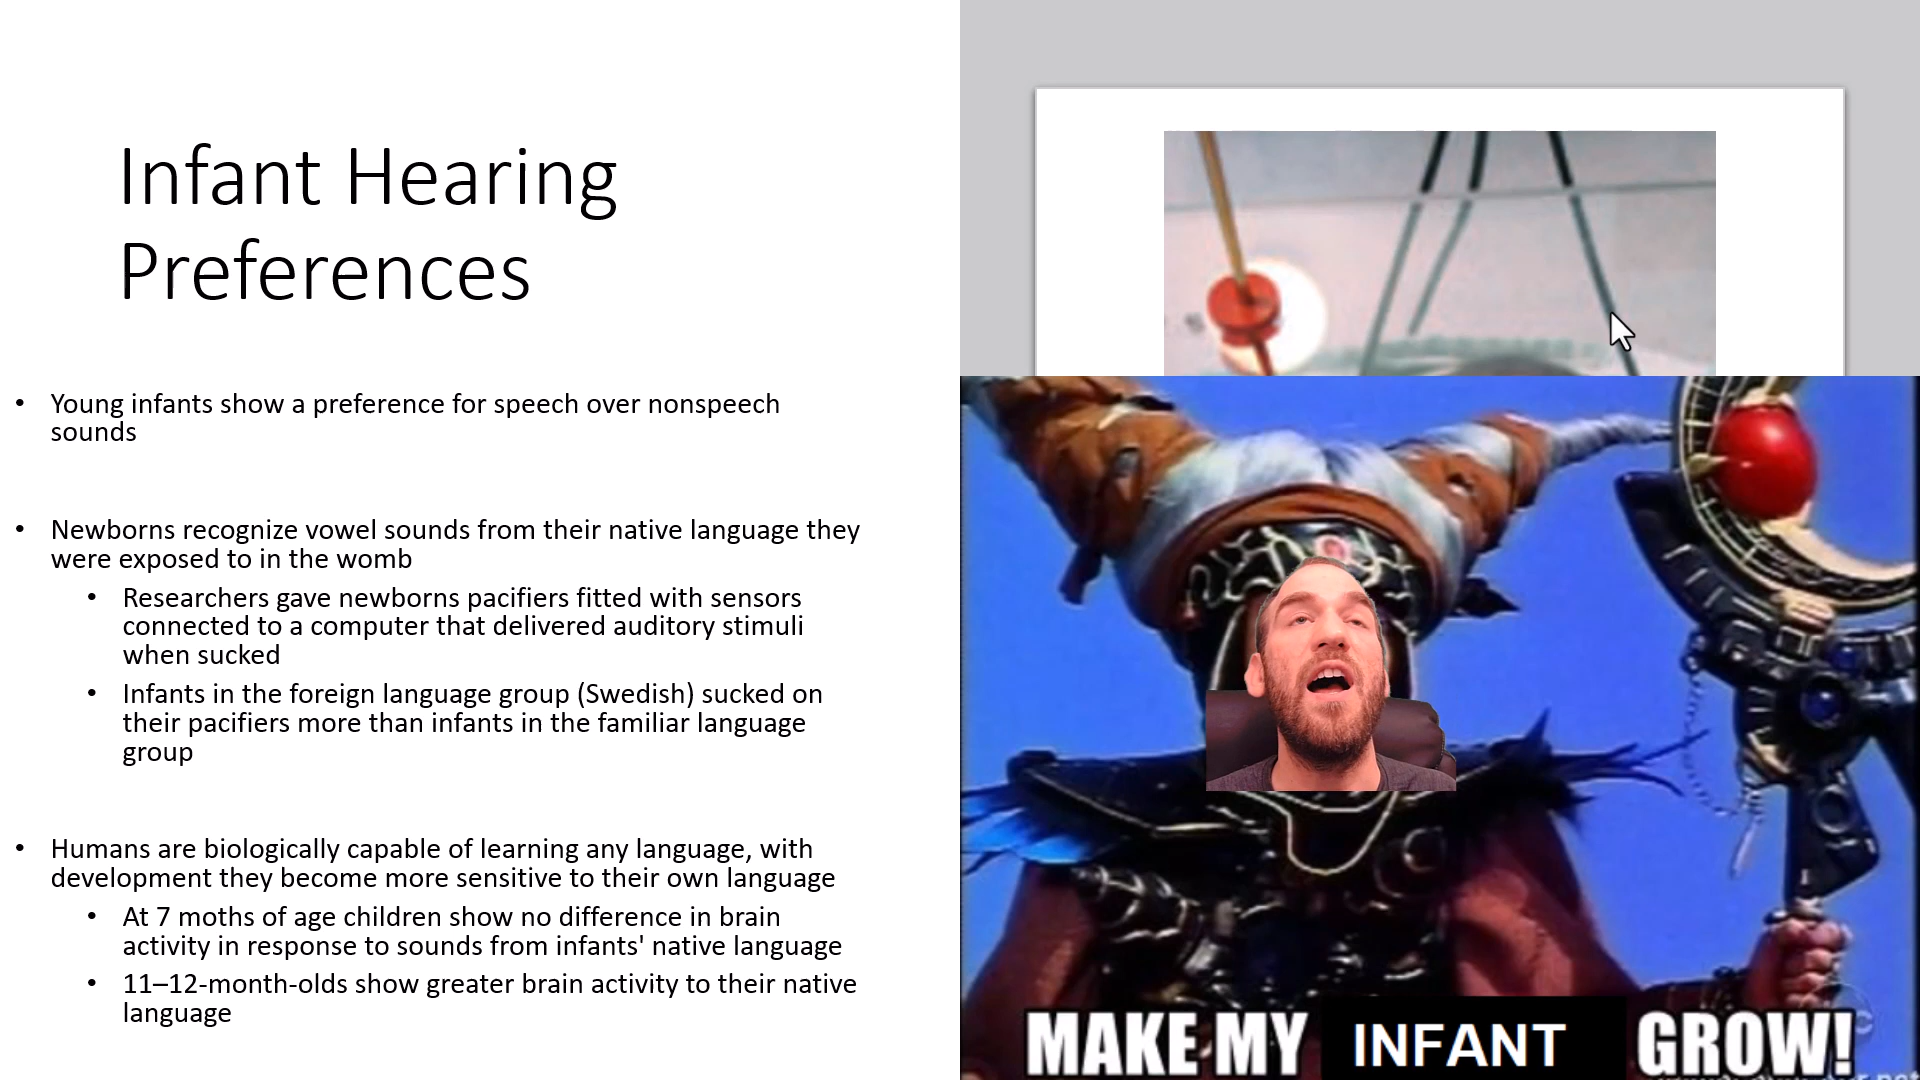 Infant Hearing
Preferences
• Young infants show a preference for speech over nonspeech
sounds
• Newborns recognize vowel sounds from their native language they
were exposed to in the womb
• Researchers gave newborns pacifiers fitted with sensors
connected to a computer that delivered auditory stimuli
when sucked
• Infants in the foreign language group (Swedish) sucked on
their pacifiers more than infants in the familiar language
group
• Humans are biologically capable of learning any language, with
development they become more sensitive to their own language
• At 7 moths of age children show no difference in brain
activity in response to sounds from infants' native language
• 11–12-month-olds show greater brain activity to their native
language
MAKE MY INFANT GROW!